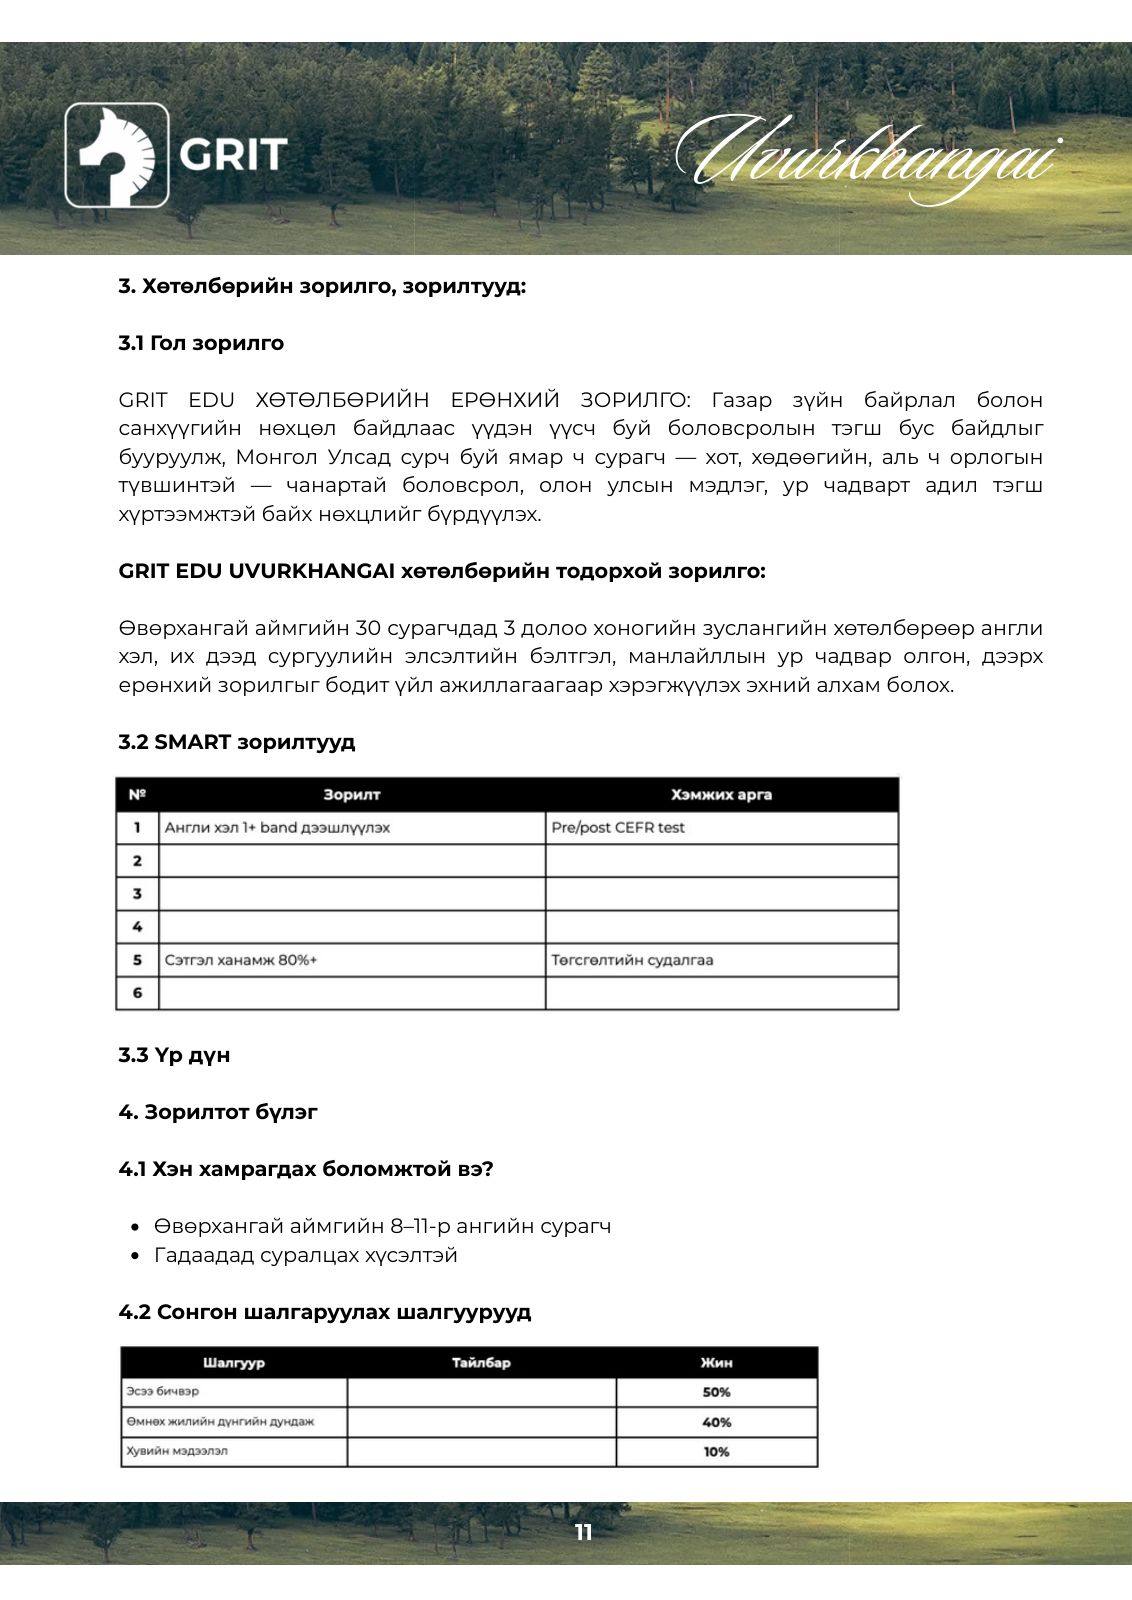 GRIT
Uvurkhangai
3. Хөтөлбөрийн зорилго, зорилтууд:
3.1 Гол зорилго
GRIT EDU ХӨТӨЛБӨРИЙН ЕРӨНХИЙ ЗОРИЛГО: Газар зүйн байрлал болон
санхүүгийн нөхцөл байдлаас үүдэн үүсч буй боловсролын тэгш бус байдлыг
бууруулж, Монгол Улсад сурч буй ямар ч сурагч — хот, хөдөөгийн, аль ч орлогын
түвшинтэй — чанартай боловсрол, олон улсын мэдлэг, ур чадварт адил тэгш
хүртээмжтэй байх нөхцлийг бүрдүүлэх.
GRIT EDU UVURKHANGAI хөтөлбөрийн тодорхой зорилго:
Өвөрхангай аймгийн 30 сурагчдад 3 долоо хоногийн зуслангийн хөтөлбөрөөр англи
хэл, их дээд сургуулийн элсэлтийн бэлтгэл, манлайллын ур чадвар олгон, дээрх
ерөнхий зорилгыг бодит үйл ажиллагаагаар хэрэгжүүлэх эхний алхам болох.
3.2 SMART зорилтууд
№ Зорилт Хэмжих арга
1 Англи хэл 1+ band дээшлүүлэх Pre/post CEFR test
2
3
4
5 Сэтгэл ханамж 80%+ Төгсгөлтийн судалгаа
6
3.3 Үр дүн
4. Зорилтот бүлэг
4.1 Хэн хамрагдах боломжтой вэ?
• Өвөрхангай аймгийн 8–11-р ангийн сурагч
• Гадаадад суралцах хүсэлтэй
4.2 Сонгон шалгаруулах шалгуурууд
Шалгуур Тайлбар Жин
Эсээ бичвэр 50%
Өмнөх жилийн дүнгийн дундаж 40%
Хувийн мэдээлэл 10%
11